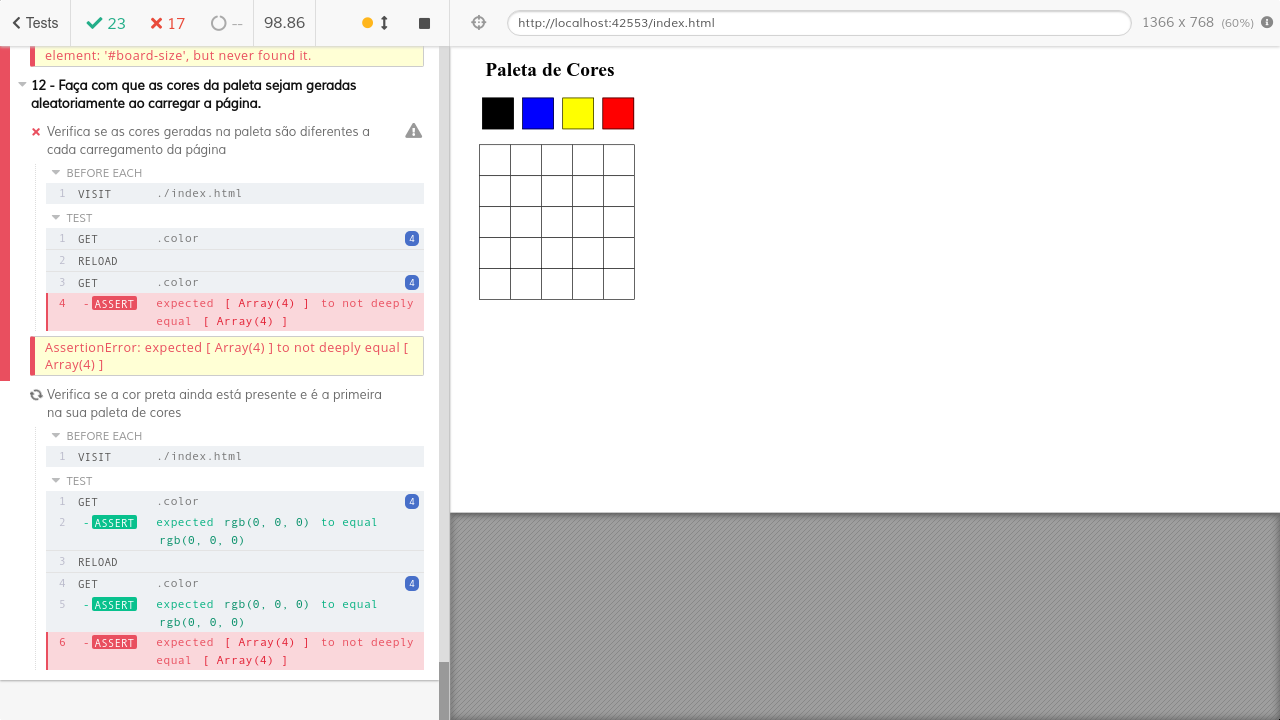 Tests 23 17 -- 98.86 http://localhost:42553/index.html 1366 x 768 (60%)
element: '#board-size', but never found it.
12 - Faça com que as cores da paleta sejam geradas
aleatoriamente ao carregar a página.
Verifica se as cores geradas na paleta são diferentes a
cada carregamento da página
BEFORE EACH
1 VISIT ./index.html
TEST
1 GET .color 4
2 RELOAD
3 GET .color 4
4 -ASSERT expected [ Array(4) ] to not deeply
equal [ Array(4) ]
AssertionError: expected [ Array(4) ] to not deeply equal [
Array(4) ]
Verifica se a cor preta ainda está presente e é a primeira
na sua paleta de cores
BEFORE EACH
1 VISIT ./index.html
TEST
1 GET .color 4
2 -ASSERT expected rgb(0, 0, 0) to equal
rgb(0, 0, 0)
3 RELOAD
4 GET .color 4
5 -ASSERT expected rgb(0, 0, 0) to equal
rgb(0, 0, 0)
6 -ASSERT expected [ Array(4) ] to not deeply
equal [ Array(4) ]
Paleta de Cores